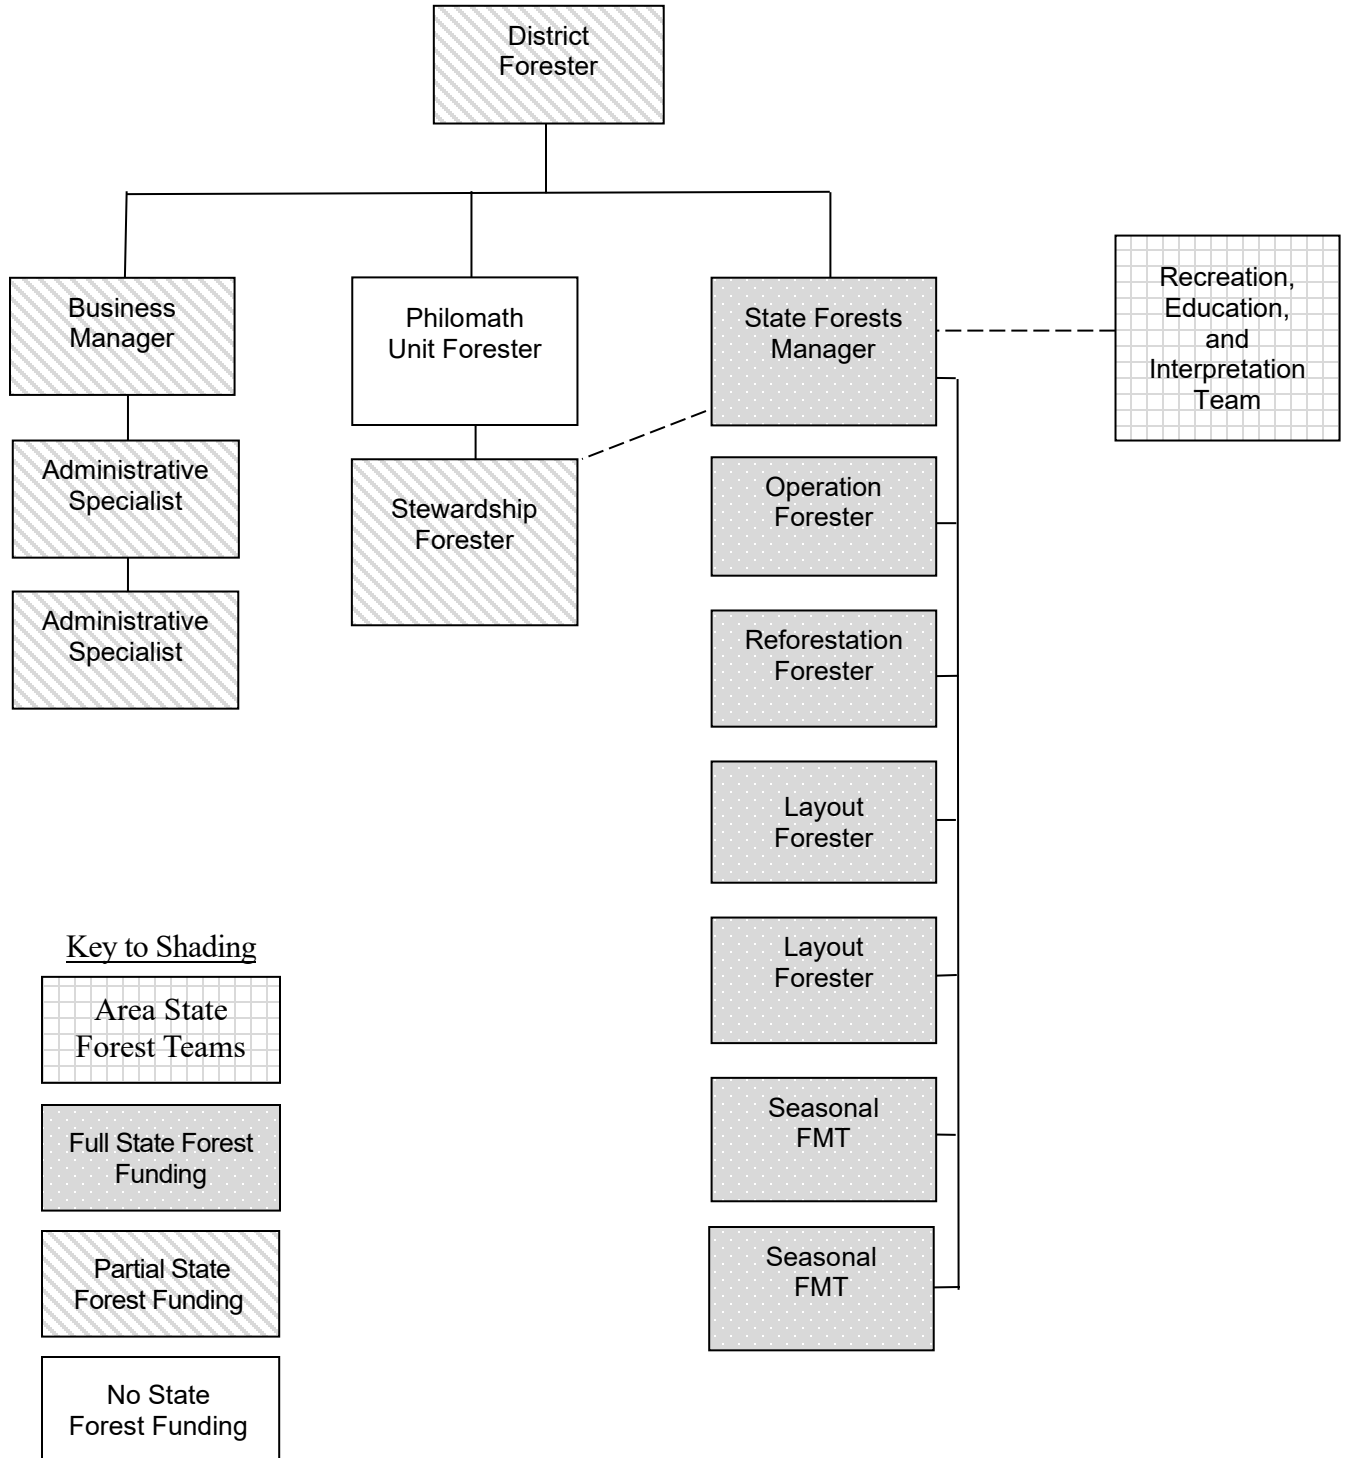 District
Forester
Business
Manager
Philomath
Unit Forester
State Forests
Manager
Recreation,
Education,
and
Interpretation
Team
Administrative
Specialist
Stewardship
Forester
Operation
Forester
Administrative
Specialist
Reforestation
Forester
Layout
Forester
Layout
Forester
Seasonal
FMT
Seasonal
FMT
Key to Shading
Area State
Forest Teams
Full State Forest
Funding
Partial State
Forest Funding
No State
Forest Funding